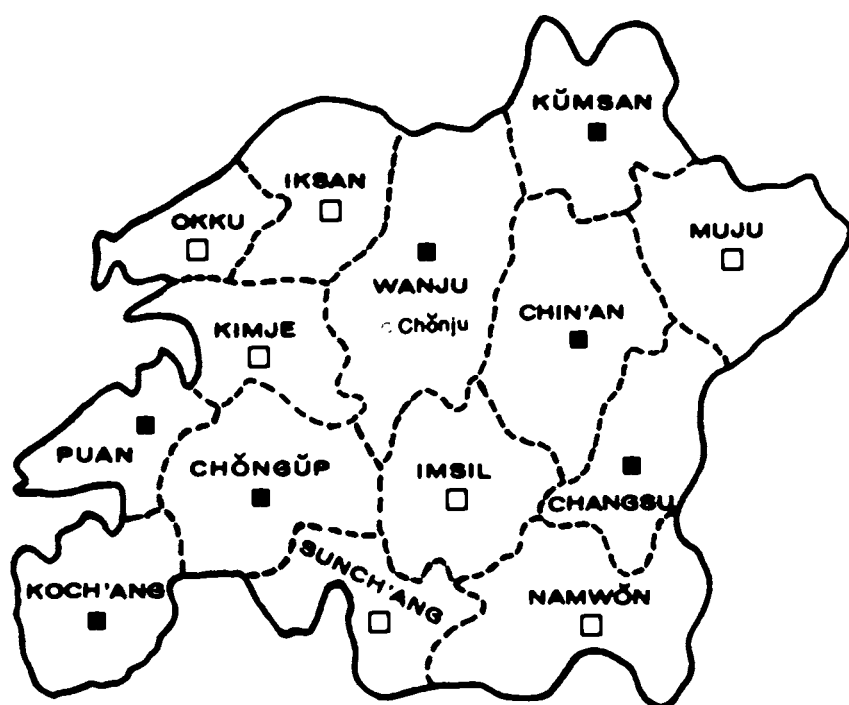 KŬMSAN
IKSAN
OKKU
MUJU
WANJU
Chŏnju
CHIN'AN
KIMJE
PUAN
CHŎNGŬP
IMSIL
CHANGSU
SUNCH'ANG
KOCH'ANG
NAMWŎN